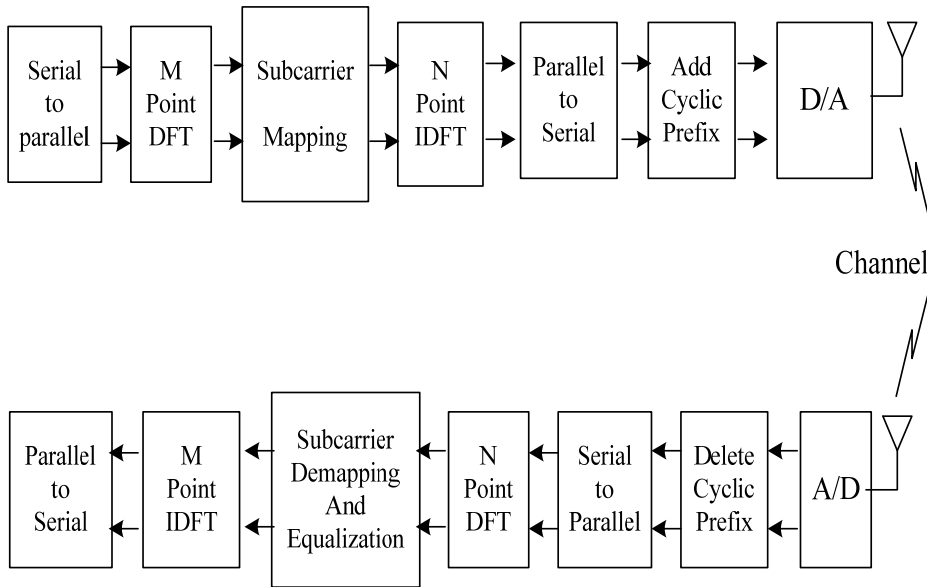 Serial
to
parallel
M
Point
DFT
Subcarrier
Mapping
N
Point
IDFT
Parallel
to
Serial
Add
Cyclic
Prefix
D/A
Channel
Parallel
to
Serial
M
Point
IDFT
Subcarrier
Demapping
And
Equalization
N
Point
DFT
Serial
to
Parallel
Delete
Cyclic
Prefix
A/D